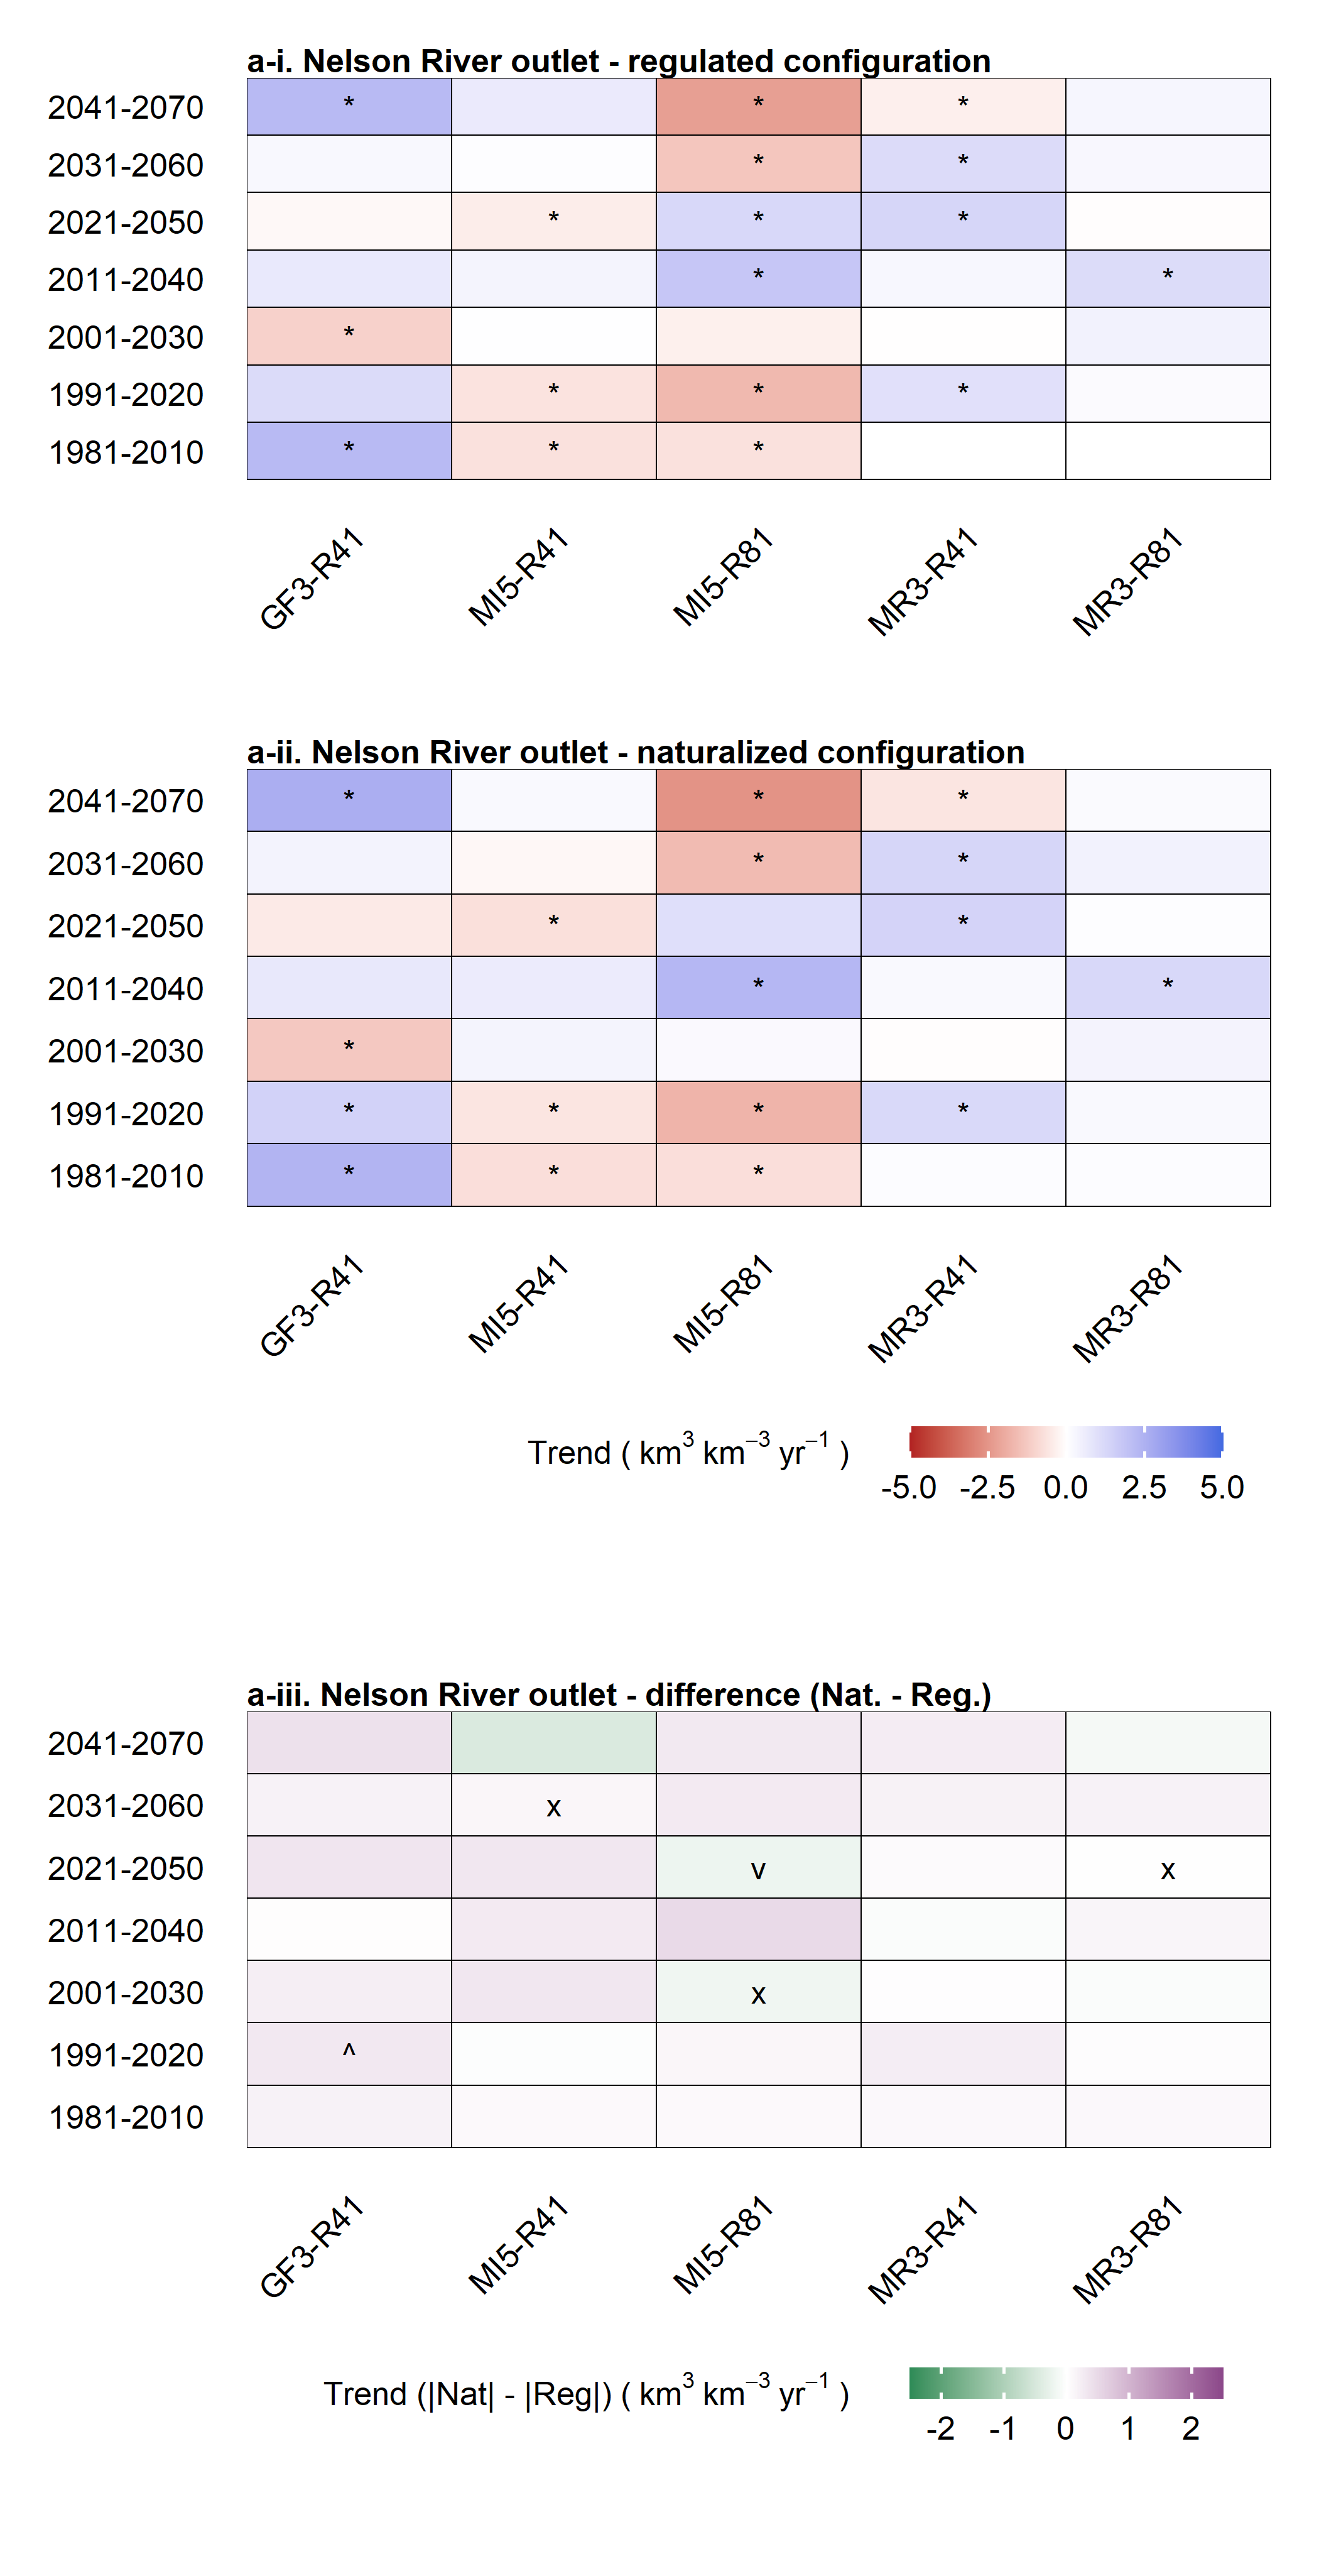 a-i. Nelson River outlet - regulated configuration
2041-2070 * * *
2031-2060 * *
2021-2050 * * *
2011-2040 * *
2001-2030 *
1991-2020 * * *
1981-2010 * * *
GF3-R41 MI5-R41 MI5-R81 MR3-R41 MR3-R81
a-ii. Nelson River outlet - naturalized configuration
2041-2070 * * *
2031-2060 * *
2021-2050 * *
2011-2040 * *
2001-2030 *
1991-2020 * * * *
1981-2010 * * *
GF3-R41 MI5-R41 MI5-R81 MR3-R41 MR3-R81
Trend ( km³ km⁻³ yr⁻¹ )
-5.0 -2.5 0.0 2.5 5.0
a-iii. Nelson River outlet - difference (Nat. - Reg.)
2041-2070
2031-2060 x
2021-2050 v x
2011-2040
2001-2030 x
1991-2020 ^
1981-2010
GF3-R41 MI5-R41 MI5-R81 MR3-R41 MR3-R81
Trend (|Nat| - |Reg|) ( km³ km⁻³ yr⁻¹ )
-2 -1 0 1 2